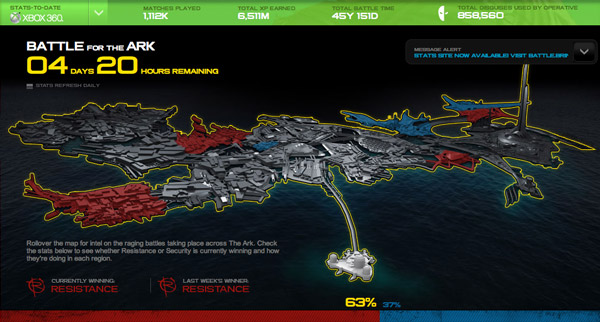 STATS-TO-DATE
XBOX 360
MATCHES PLAYED
1,112K
TOTAL XP EARNED
6,511M
TOTAL BATTLE TIME
45Y 151D
TOTAL DISGUISES USED BY OPERATIVE
858,560
BATTLE FOR THE ARK
04 DAYS 20 HOURS REMAINING
STATS REFRESH DAILY
MESSAGE ALERT
STATS SITE NOW AVAILABLE! VISIT BATTLE.BRI
Rollover the map for intel on the raging battles taking place across The Ark. Check
the stats below to see whether Resistance or Security is currently winning and how
they're doing in each region.
CURRENTLY WINNING:
RESISTANCE
LAST WEEK'S WINNER:
RESISTANCE
63% 37%